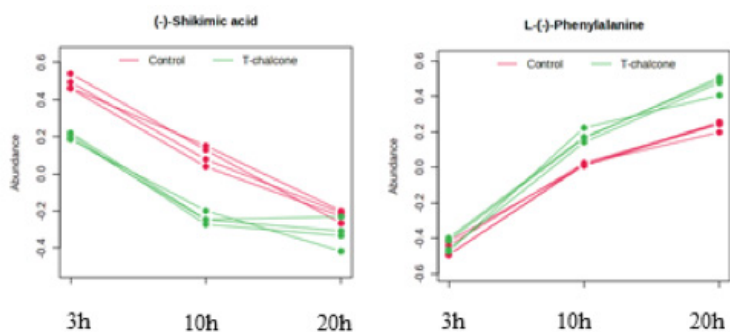 (-)-Shikimic acid
Control T-chalcone
Abundance
0.6
0.4
0.2
0.0
-0.2
-0.4
3h 10h 20h
L-(-)-Phenylalanine
Control T-chalcone
Abundance
0.6
0.4
0.2
0.0
-0.2
-0.4
-0.6
3h 10h 20h